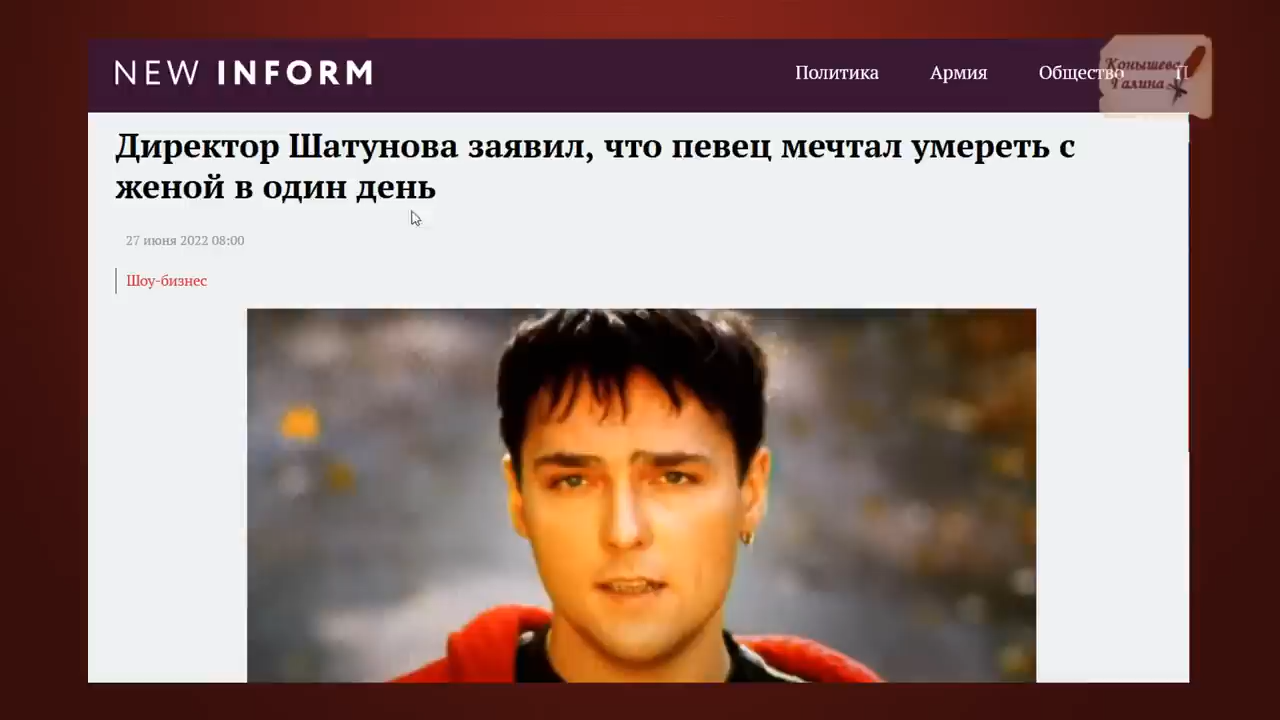 NEW INFORM
Политика Армия Общество П
Конышева
Галина
Директор Шатунова заявил, что певец мечтал умереть с
женой в один день
27 июня 2022 08:00
Шоу-бизнес